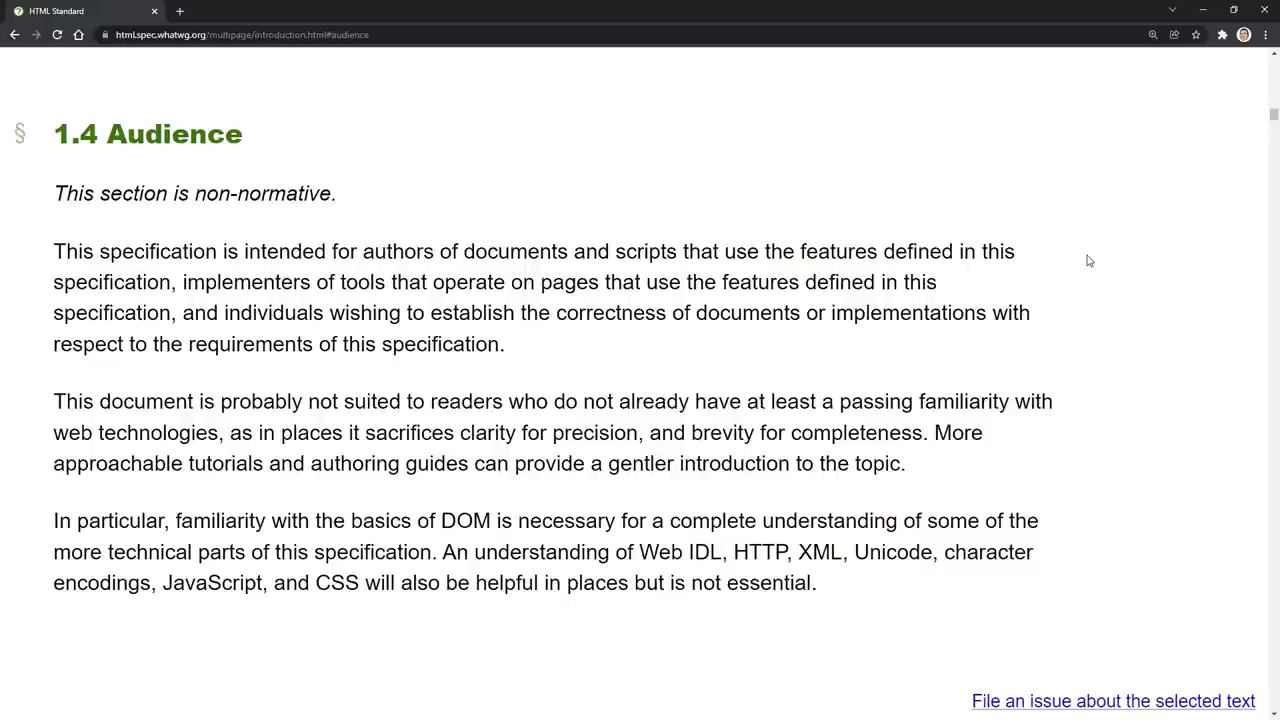 HTML Standard
html.spec.whatwg.org/multipage/introduction.html#audience
§ 1.4 Audience
This section is non-normative.
This specification is intended for authors of documents and scripts that use the features defined in this
specification, implementers of tools that operate on pages that use the features defined in this
specification, and individuals wishing to establish the correctness of documents or implementations with
respect to the requirements of this specification.
This document is probably not suited to readers who do not already have at least a passing familiarity with
web technologies, as in places it sacrifices clarity for precision, and brevity for completeness. More
approachable tutorials and authoring guides can provide a gentler introduction to the topic.
In particular, familiarity with the basics of DOM is necessary for a complete understanding of some of the
more technical parts of this specification. An understanding of Web IDL, HTTP, XML, Unicode, character
encodings, JavaScript, and CSS will also be helpful in places but is not essential.
File an issue about the selected text